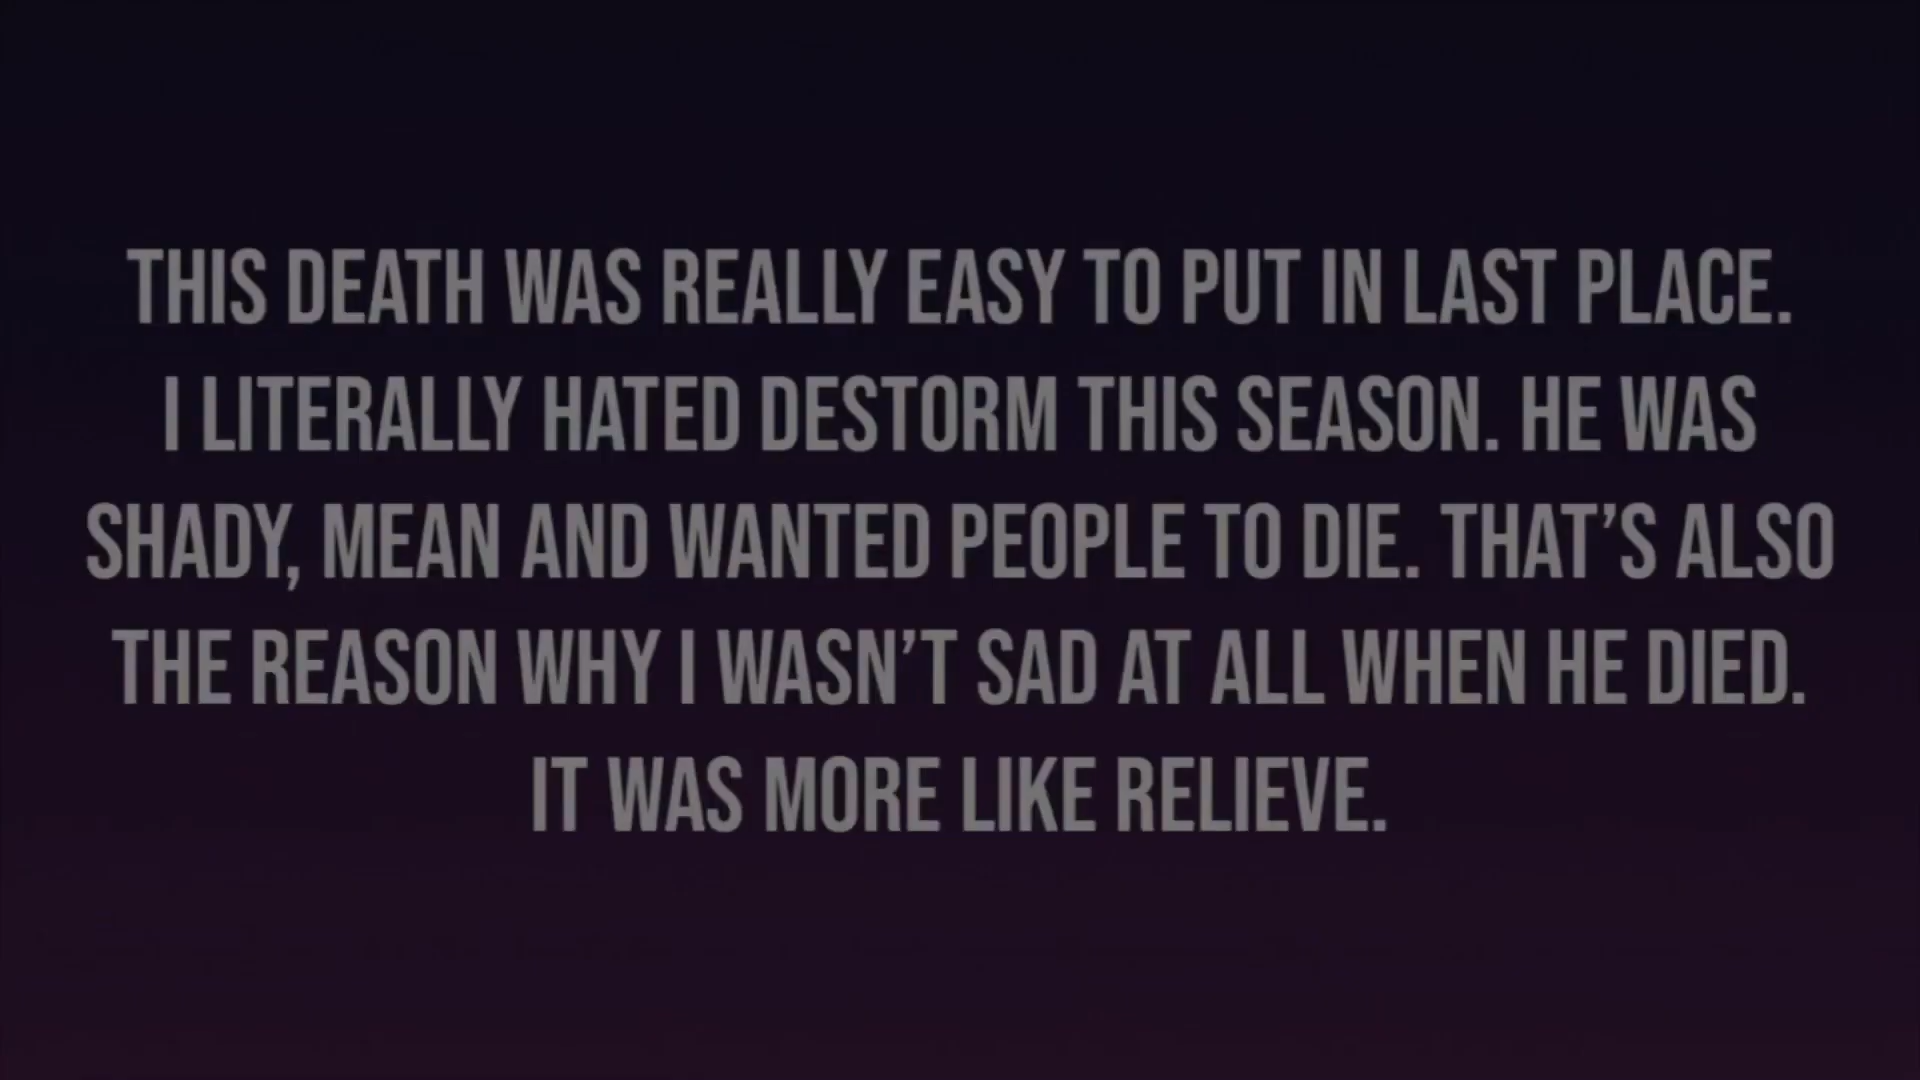 THIS DEATH WAS REALLY EASY TO PUT IN LAST PLACE.
I LITERALLY HATED DESTORM THIS SEASON. HE WAS
SHADY, MEAN AND WANTED PEOPLE TO DIE. THAT’S ALSO
THE REASON WHY I WASN’T SAD AT ALL WHEN HE DIED.
IT WAS MORE LIKE RELIEVE.